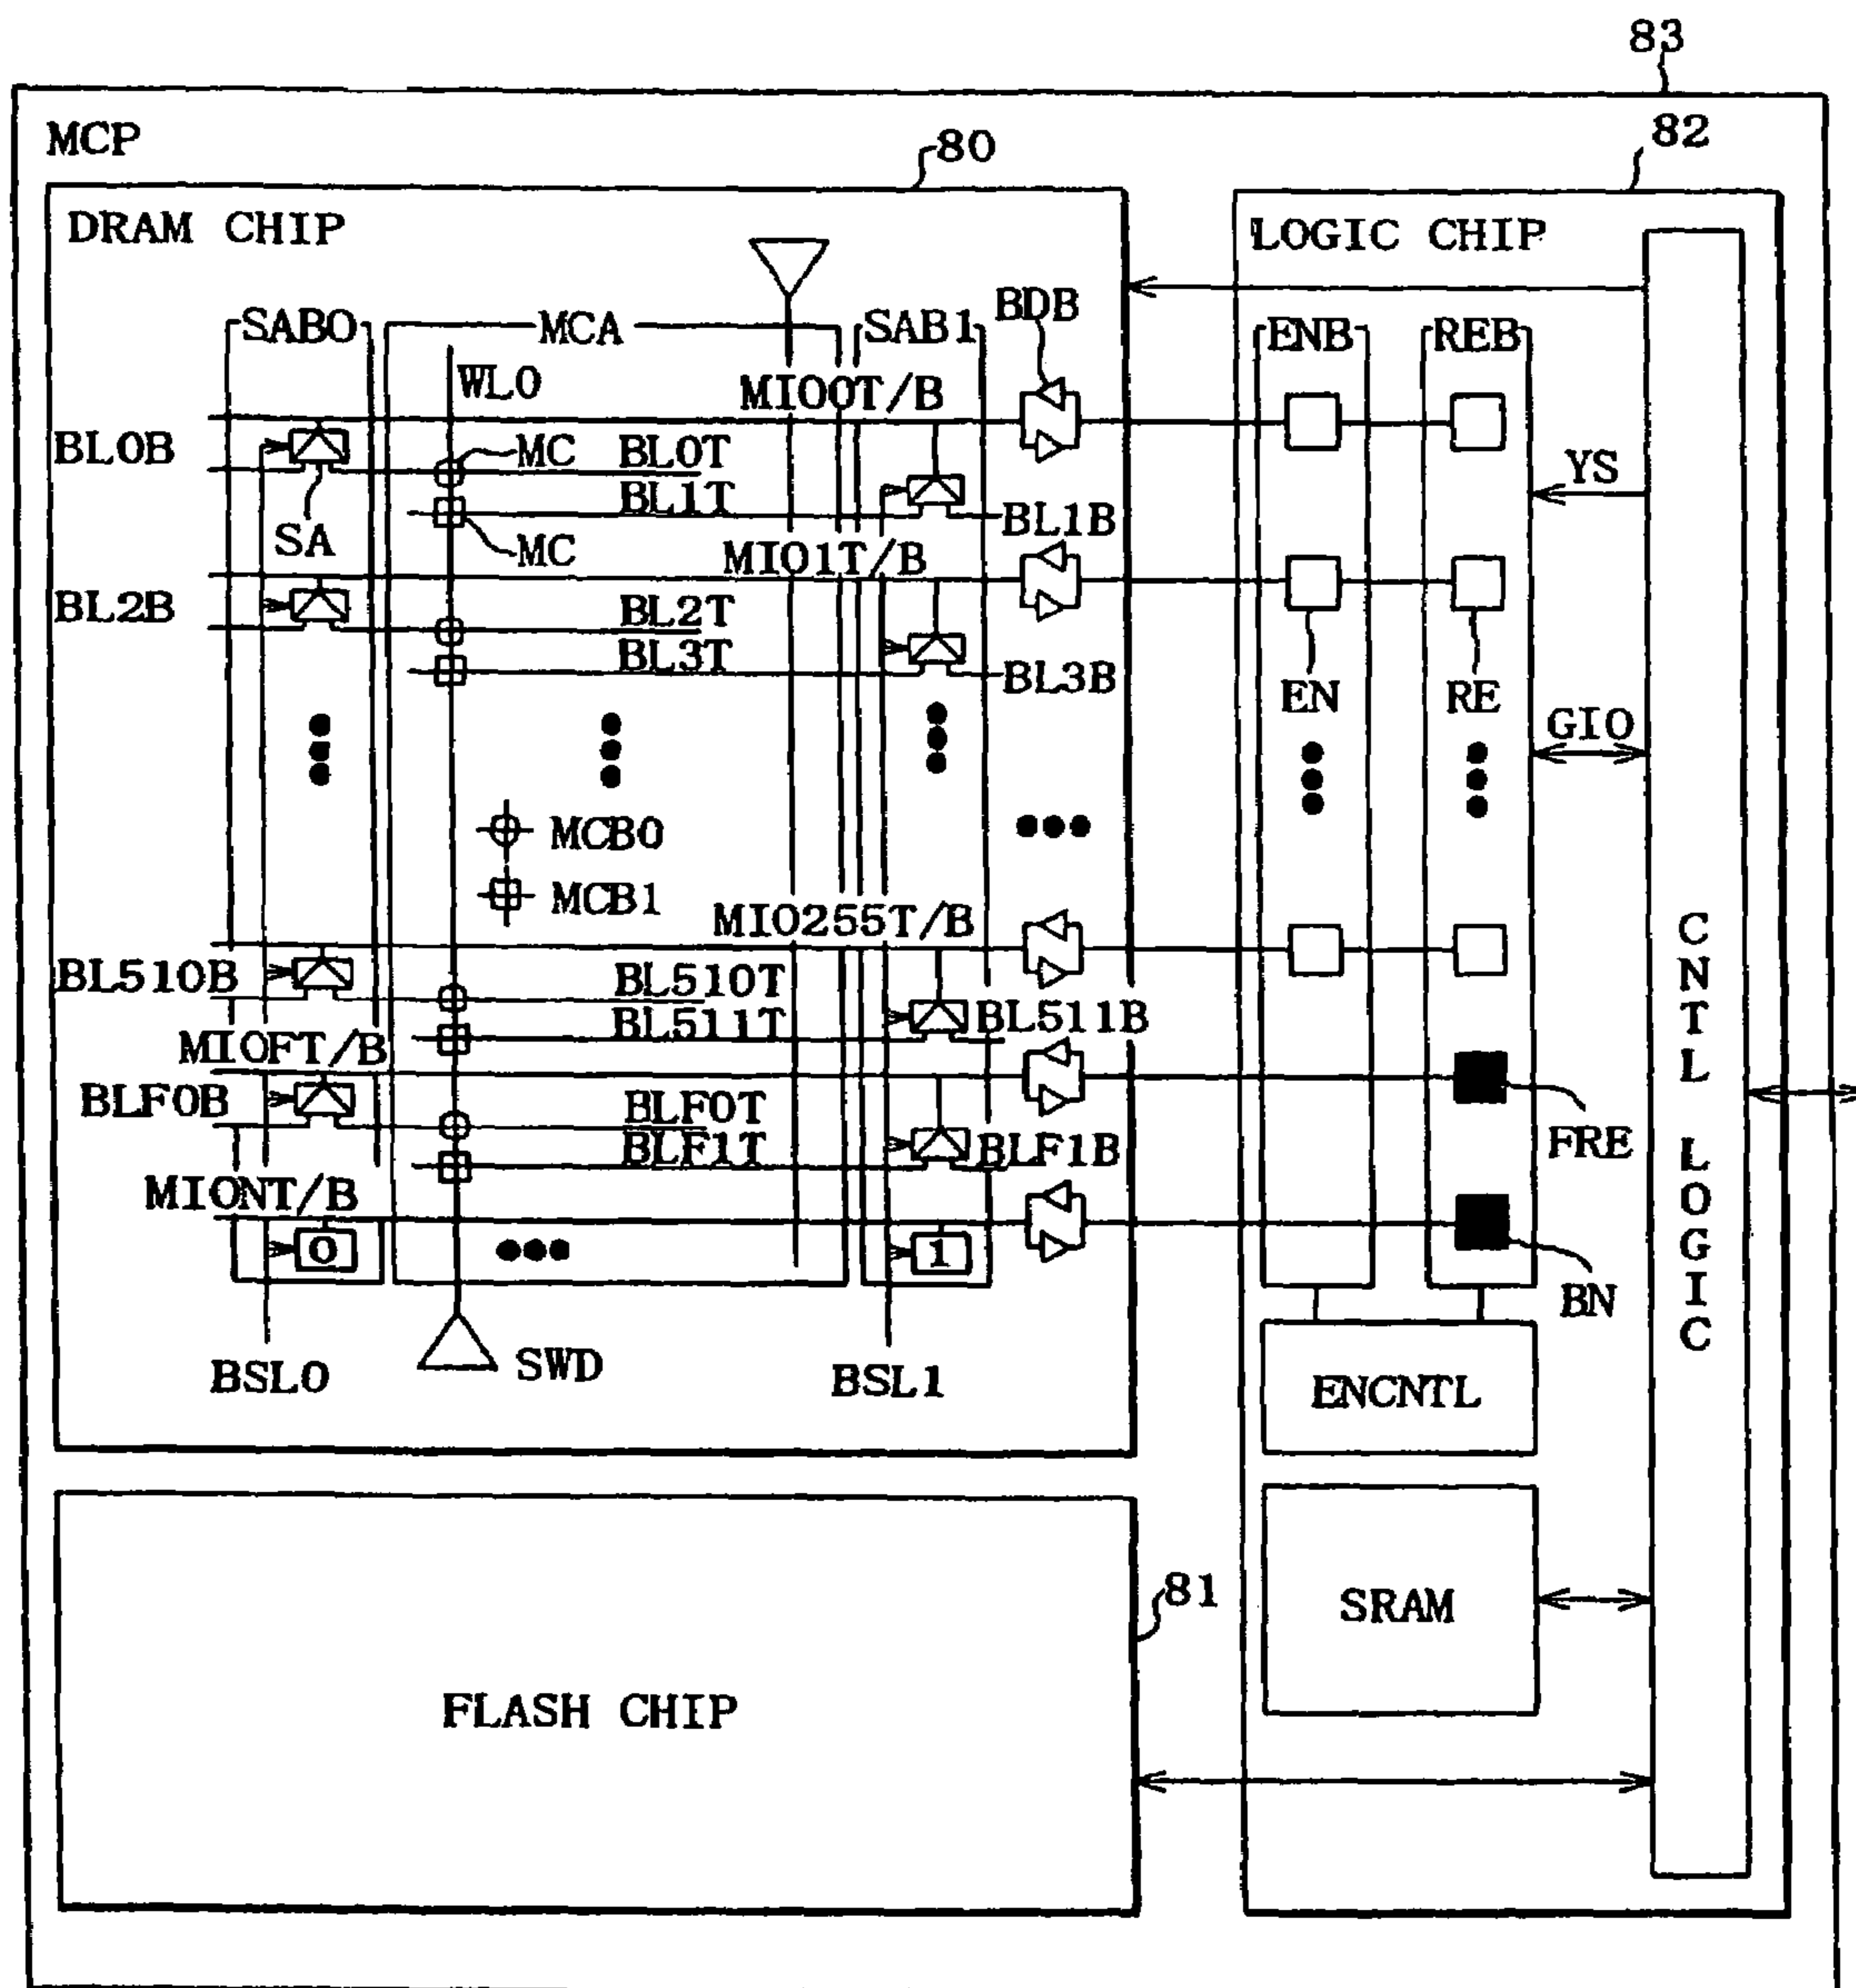 83
MCP
80
82
DRAM CHIP
LOGIC CHIP
BDB
SAB0
MCA
SAB1
ENB
REB
WL0
MIO0T/B
BL0B
MC
BL0T
YS
BL1T
SA
MC
BL1B
MIO1T/B
BL2B
BL2T
BL3T
BL3B
EN
RE
GIO
MCB0
MCB1
MIO255T/B
BL510B
BL510T
BL511T
BL511B
MIOFT/B
BLF0B
BLF0T
BLF1T
BLF1B
FRE
MIONT/B
0
1
BN
BSL0
SWD
BSL1
ENCNTL
CNTL LOGIC
81
SRAM
FLASH CHIP